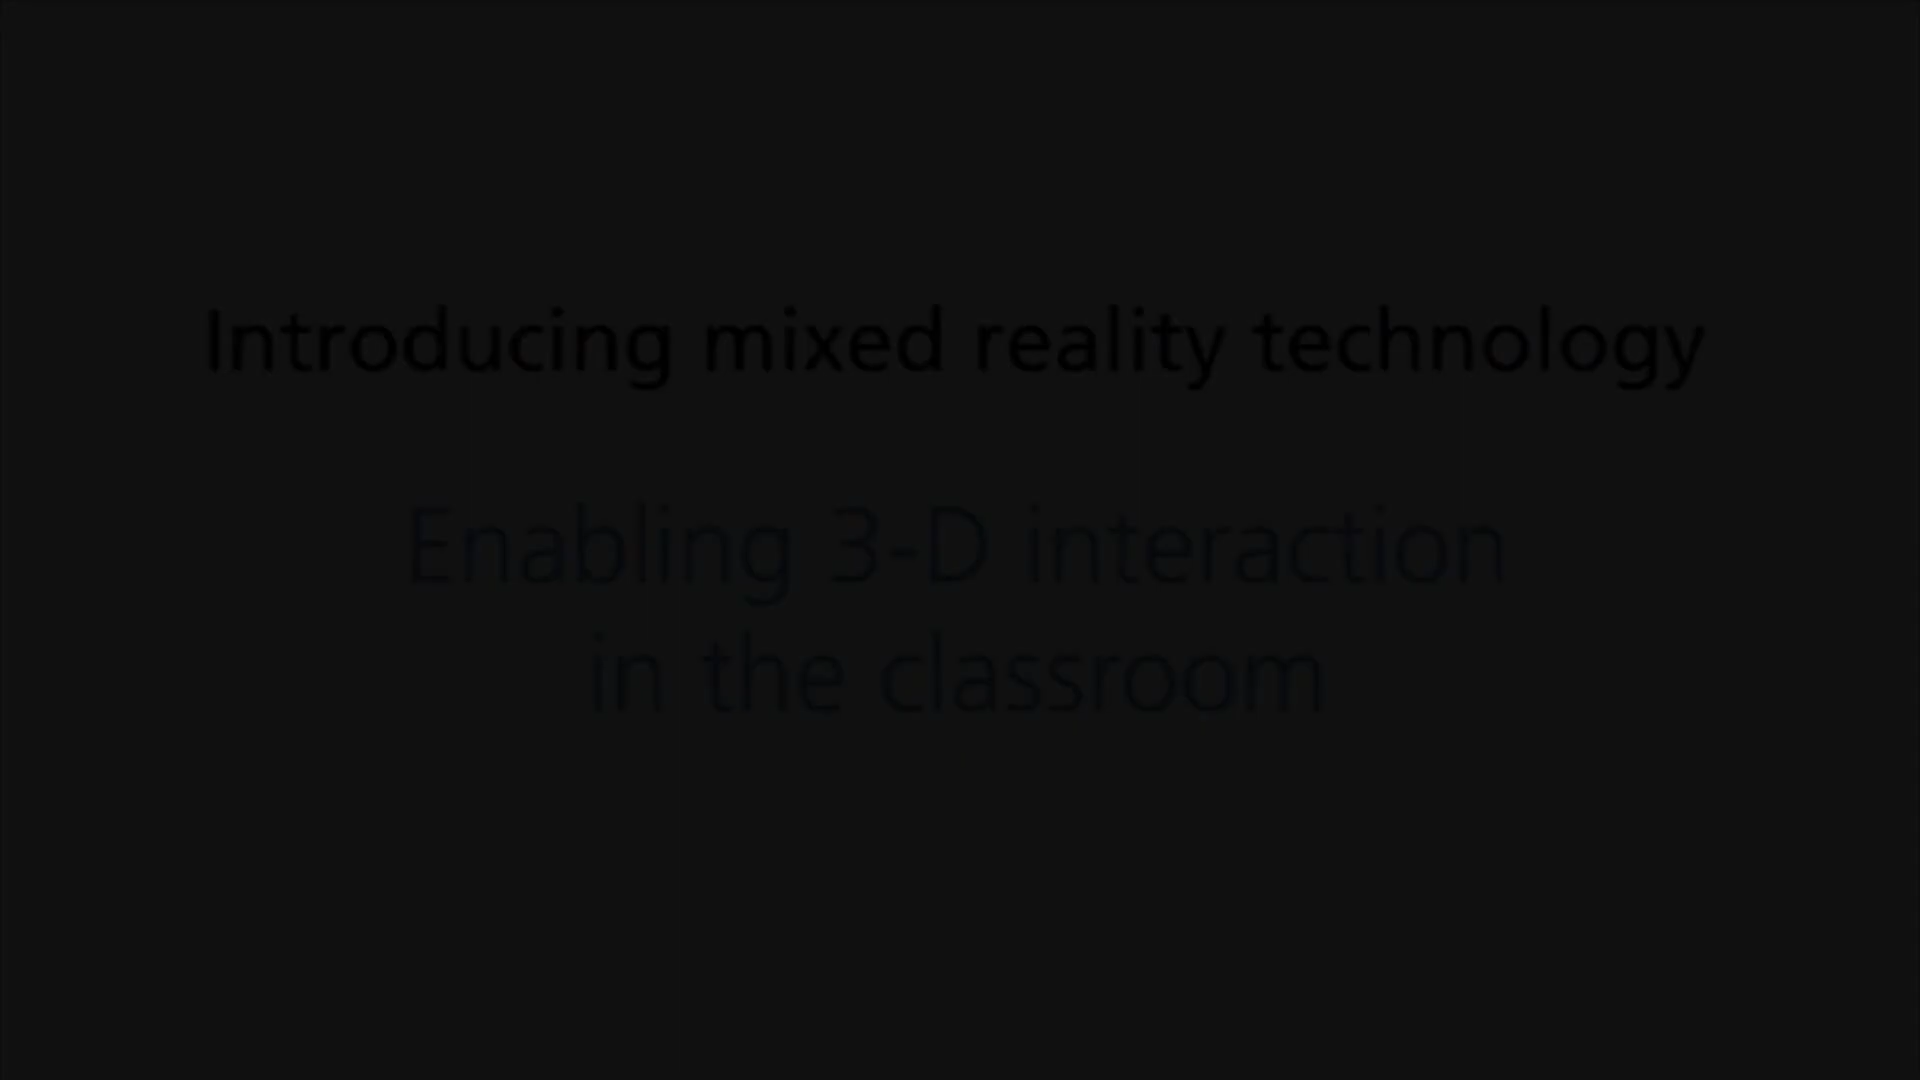 Introducing mixed reality technology
Enabling 3-D interaction
in the classroom